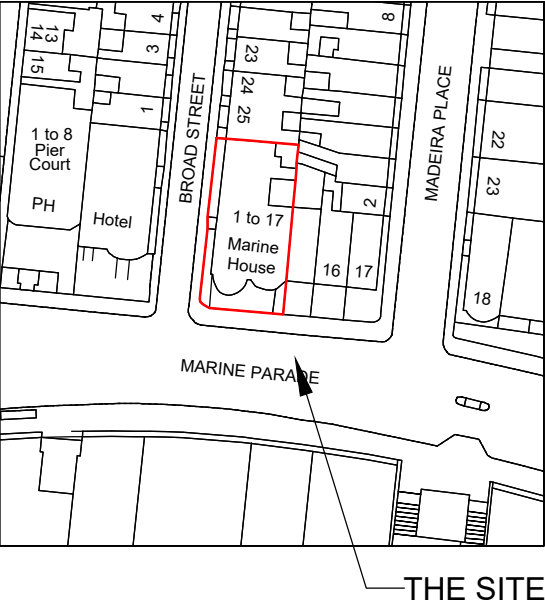 4
3
13
14
15
1
1 to 8
Pier
Court
PH
Hotel
BROAD STREET
23
24
25
8
2
1 to 17
Marine
House
16
17
MADEIRA PLACE
22
23
18
MARINE PARADE
THE SITE